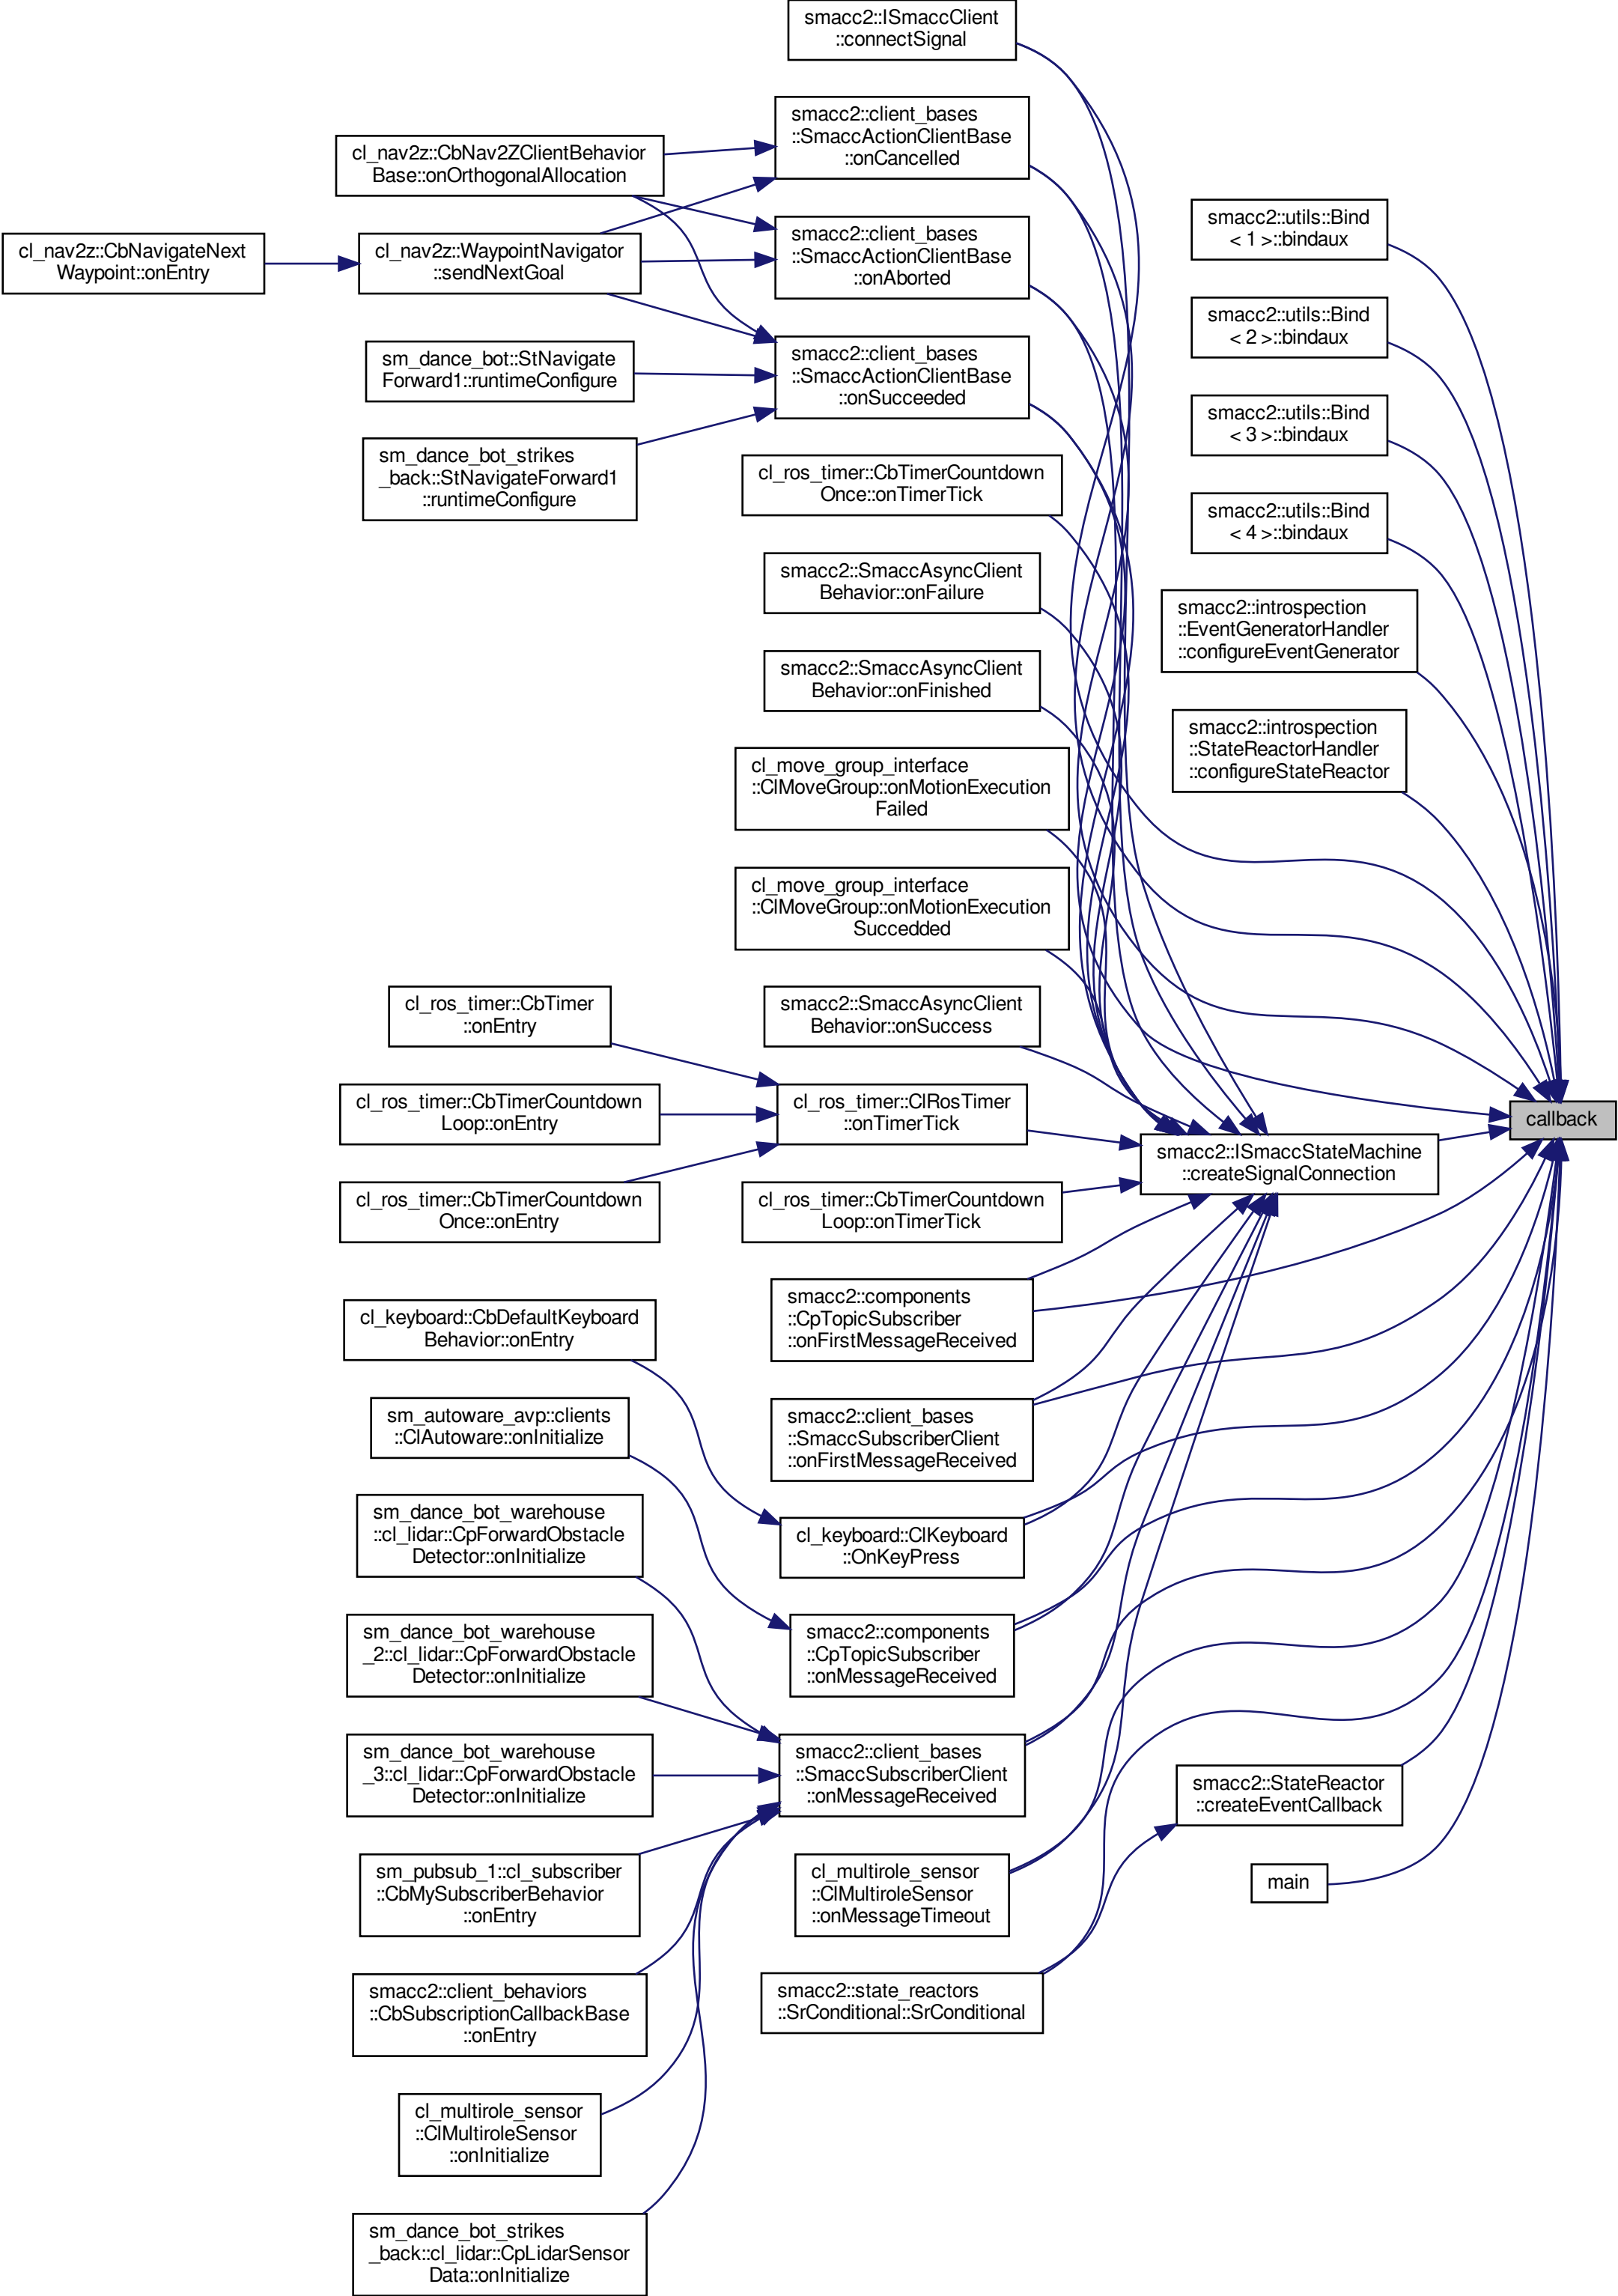 smacc2::ISmaccClient
::connectSignal
smacc2::client_bases
::SmaccActionClientBase
::onCancelled
cl_nav2z::CbNav2ZClientBehavior
Base::onOrthogonalAllocation
smacc2::client_bases
::SmaccActionClientBase
::onAborted
cl_nav2z::CbNavigateNext
Waypoint::onEntry
cl_nav2z::WaypointNavigator
::sendNextGoal
smacc2::client_bases
::SmaccActionClientBase
::onSucceeded
sm_dance_bot::StNavigate
Forward1::runtimeConfigure
sm_dance_bot_strikes
_back::StNavigateForward1
::runtimeConfigure
cl_ros_timer::CbTimerCountdown
Once::onTimerTick
smacc2::SmaccAsyncClient
Behavior::onFailure
smacc2::SmaccAsyncClient
Behavior::onFinished
cl_move_group_interface
::ClMoveGroup::onMotionExecution
Failed
cl_move_group_interface
::ClMoveGroup::onMotionExecution
Succedded
smacc2::SmaccAsyncClient
Behavior::onSuccess
cl_ros_timer::CbTimer
::onEntry
cl_ros_timer::CbTimerCountdown
Loop::onEntry
cl_ros_timer::ClRosTimer
::onTimerTick
cl_ros_timer::CbTimerCountdown
Once::onEntry
cl_ros_timer::CbTimerCountdown
Loop::onTimerTick
smacc2::components
::CpTopicSubscriber
::onFirstMessageReceived
cl_keyboard::CbDefaultKeyboard
Behavior::onEntry
smacc2::client_bases
::SmaccSubscriberClient
::onFirstMessageReceived
sm_autoware_avp::clients
::ClAutoware::onInitialize
cl_keyboard::ClKeyboard
::OnKeyPress
sm_dance_bot_warehouse
::cl_lidar::CpForwardObstacle
Detector::onInitialize
smacc2::components
::CpTopicSubscriber
::onMessageReceived
sm_dance_bot_warehouse
_2::cl_lidar::CpForwardObstacle
Detector::onInitialize
smacc2::client_bases
::SmaccSubscriberClient
::onMessageReceived
sm_dance_bot_warehouse
_3::cl_lidar::CpForwardObstacle
Detector::onInitialize
sm_pubsub_1::cl_subscriber
::CbMySubscriberBehavior
::onEntry
cl_multirole_sensor
::ClMultiroleSensor
::onMessageTimeout
smacc2::client_behaviors
::CbSubscriptionCallbackBase
::onEntry
smacc2::state_reactors
::SrConditional::SrConditional
cl_multirole_sensor
::ClMultiroleSensor
::onInitialize
sm_dance_bot_strikes
_back::cl_lidar::CpLidarSensor
Data::onInitialize
smacc2::utils::Bind
< 1 >::bindaux
smacc2::utils::Bind
< 2 >::bindaux
smacc2::utils::Bind
< 3 >::bindaux
smacc2::utils::Bind
< 4 >::bindaux
smacc2::introspection
::EventGeneratorHandler
::configureEventGenerator
smacc2::introspection
::StateReactorHandler
::configureStateReactor
smacc2::ISmaccStateMachine
::createSignalConnection
smacc2::StateReactor
::createEventCallback
main
callback